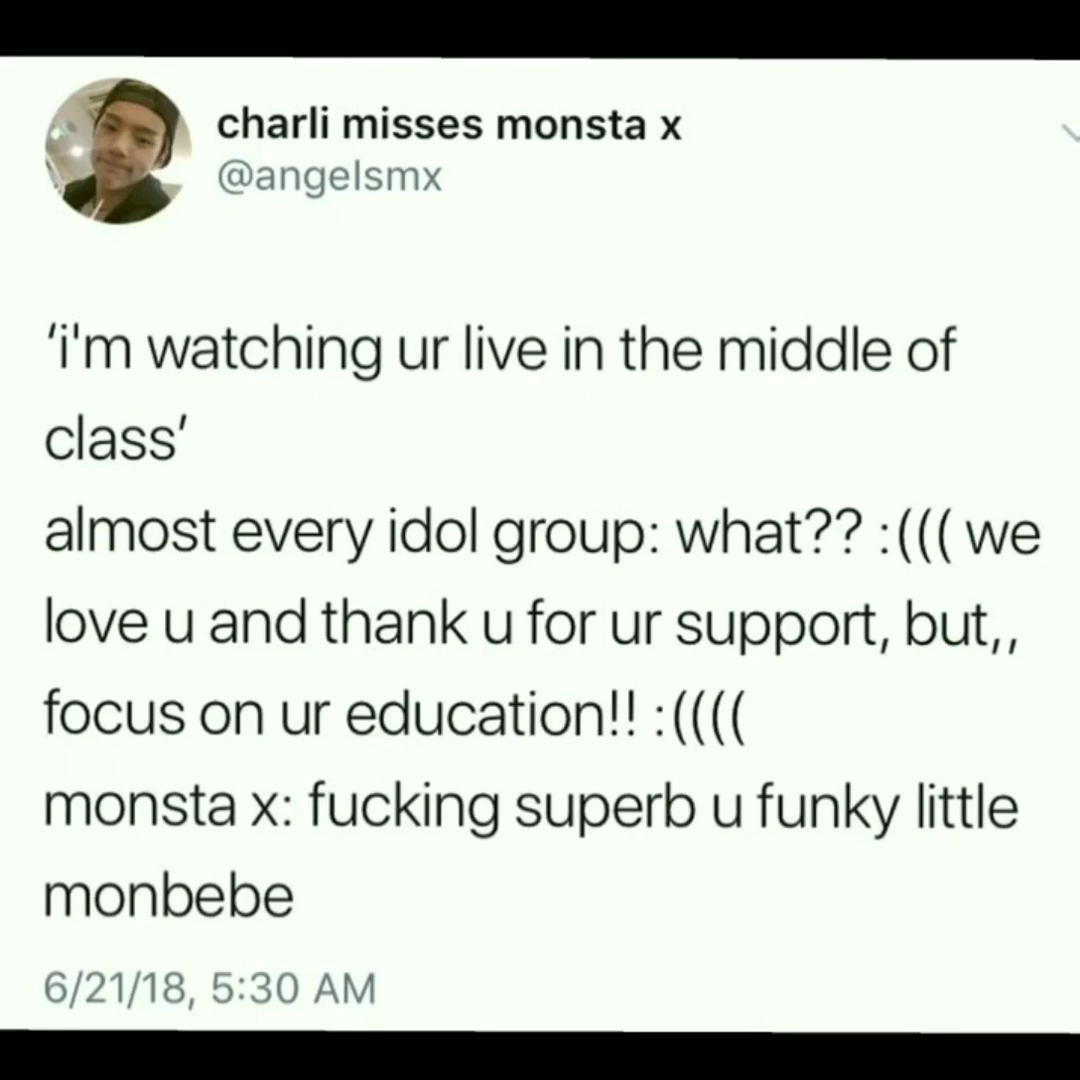 charli misses monsta x
@angelsmx
'i'm watching ur live in the middle of
class'
almost every idol group: what?? :((( we
love u and thank u for ur support, but,,
focus on ur education!! :((((
monsta x: fucking superb u funky little
monbebe
6/21/18, 5:30 AM